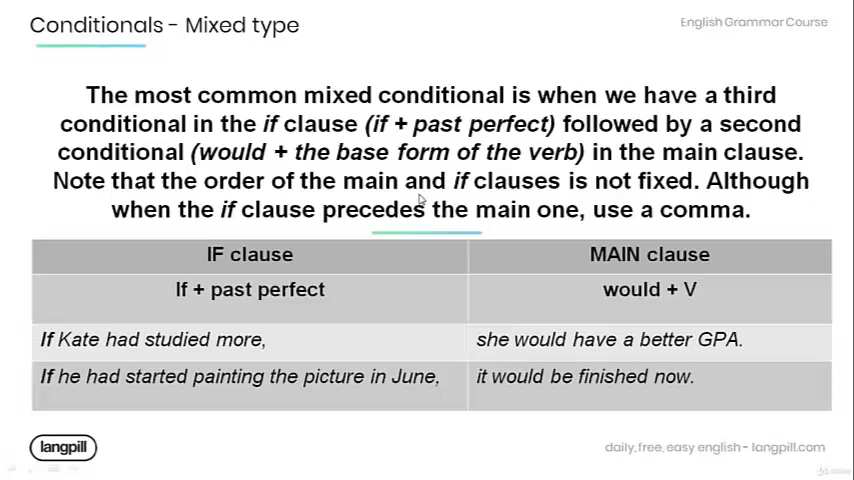 Conditionals - Mixed type
English Grammar Course
The most common mixed conditional is when we have a third
conditional in the if clause (if + past perfect) followed by a second
conditional (would + the base form of the verb) in the main clause.
Note that the order of the main and if clauses is not fixed. Although
when the if clause precedes the main one, use a comma.
IF clause
MAIN clause
If + past perfect
would + V
If Kate had studied more,
she would have a better GPA.
If he had started painting the picture in June,
it would be finished now.
langpill
daily, free, easy english - langpill.com